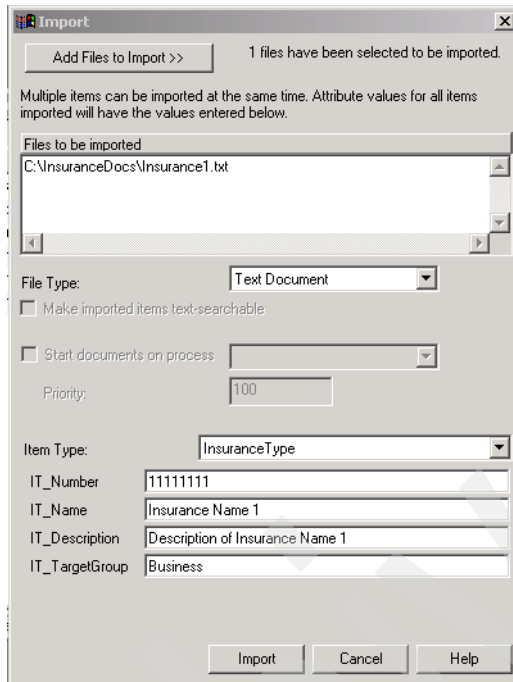 Import
Add Files to Import >>
1 files have been selected to be imported.
Multiple items can be imported at the same time. Attribute values for all items
imported will have the values entered below.
Files to be imported
C:\InsuranceDocs\Insurance1.txt
File Type:
Text Document
Make imported items text-searchable
Start documents on process
Priority:
100
Item Type:
InsuranceType
IT_Number
11111111
IT_Name
Insurance Name 1
IT_Description
Description of Insurance Name 1
IT_TargetGroup
Business
Import
Cancel
Help